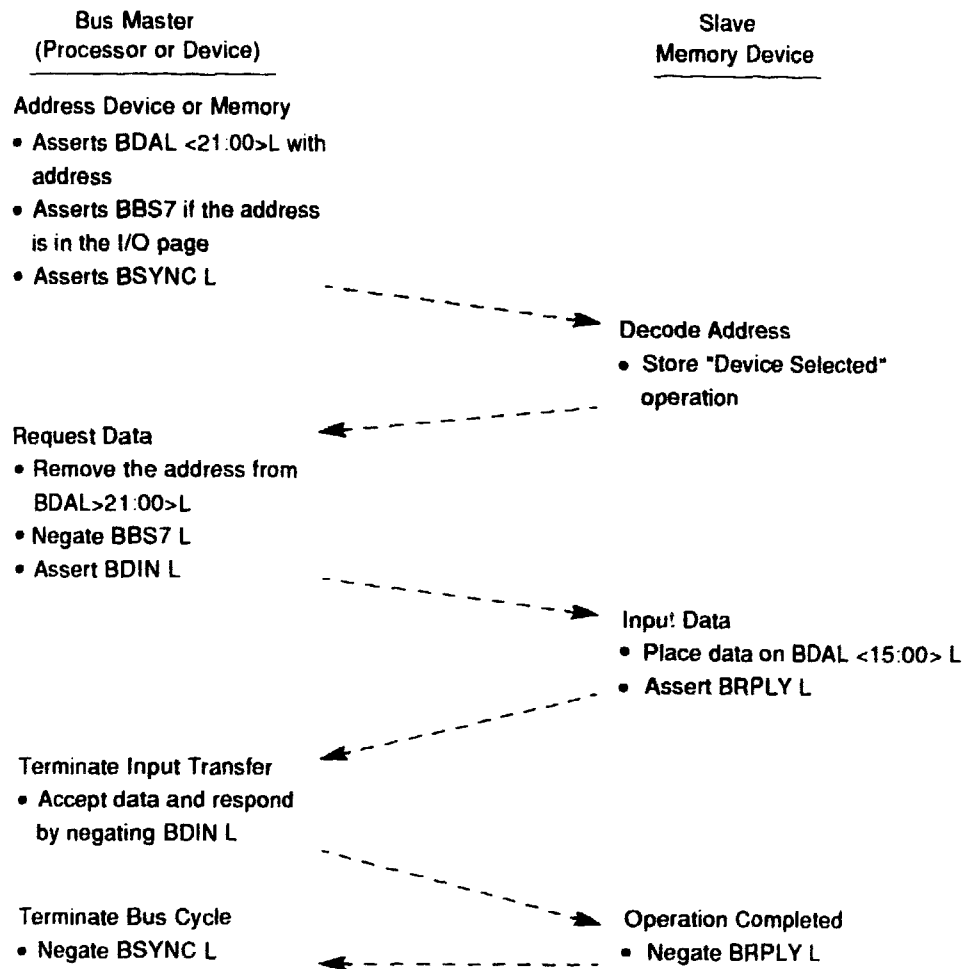 Bus Master
(Processor or Device)
Slave
Memory Device
Address Device or Memory
• Asserts BDAL <21:00>L with
address
• Asserts BBS7 if the address
is in the I/O page
• Asserts BSYNC L
Decode Address
• Store "Device Selected"
operation
Request Data
• Remove the address from
BDAL>21:00>L
• Negate BBS7 L
• Assert BDIN L
Input Data
• Place data on BDAL <15:00> L
• Assert BRPLY L
Terminate Input Transfer
• Accept data and respond
by negating BDIN L
Operation Completed
• Negate BRPLY L
Terminate Bus Cycle
• Negate BSYNC L